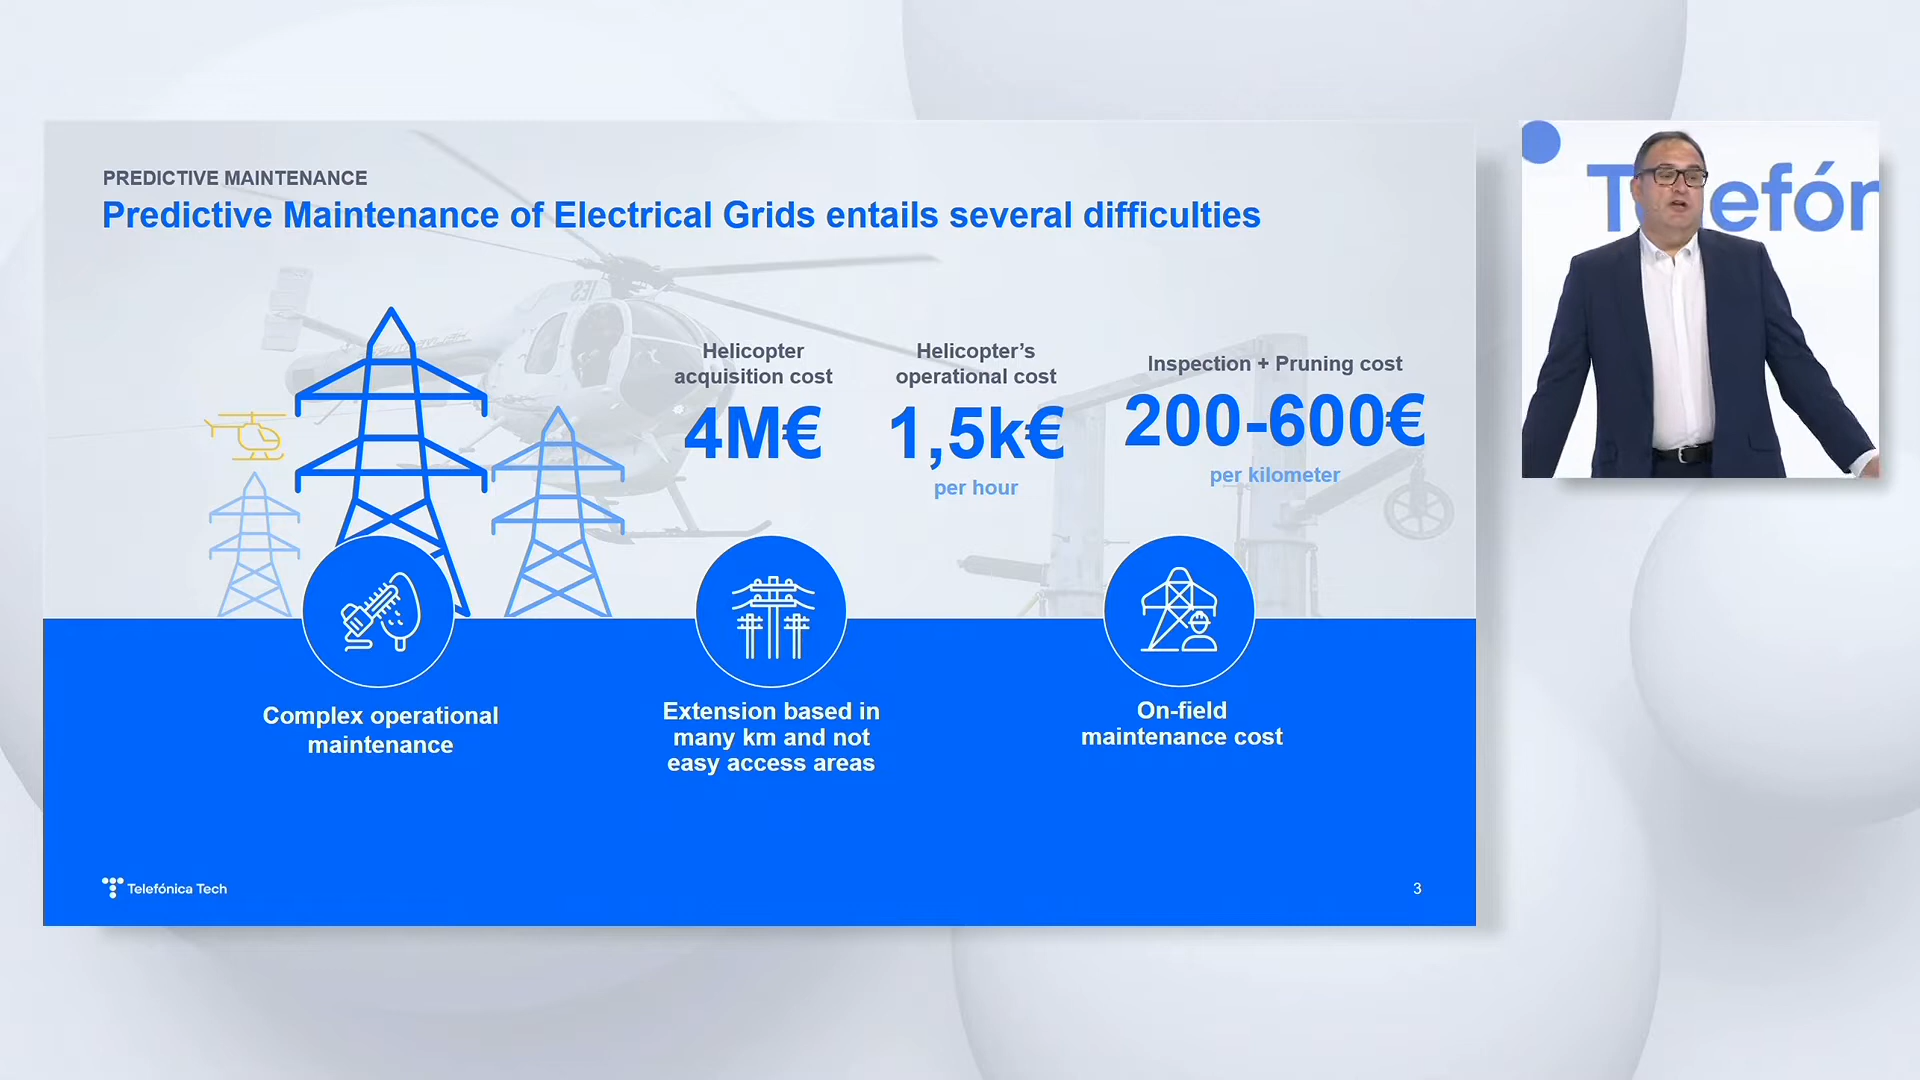 PREDICTIVE MAINTENANCE
Predictive Maintenance of Electrical Grids entails several difficulties
Helicopter
acquisition cost
4M€
Helicopter’s
operational cost
1,5k€
per hour
Inspection + Pruning cost
200-600€
per kilometer
Complex operational
maintenance
Extension based in
many km and not
easy access areas
On-field
maintenance cost
Telefónica Tech
3
Telefón